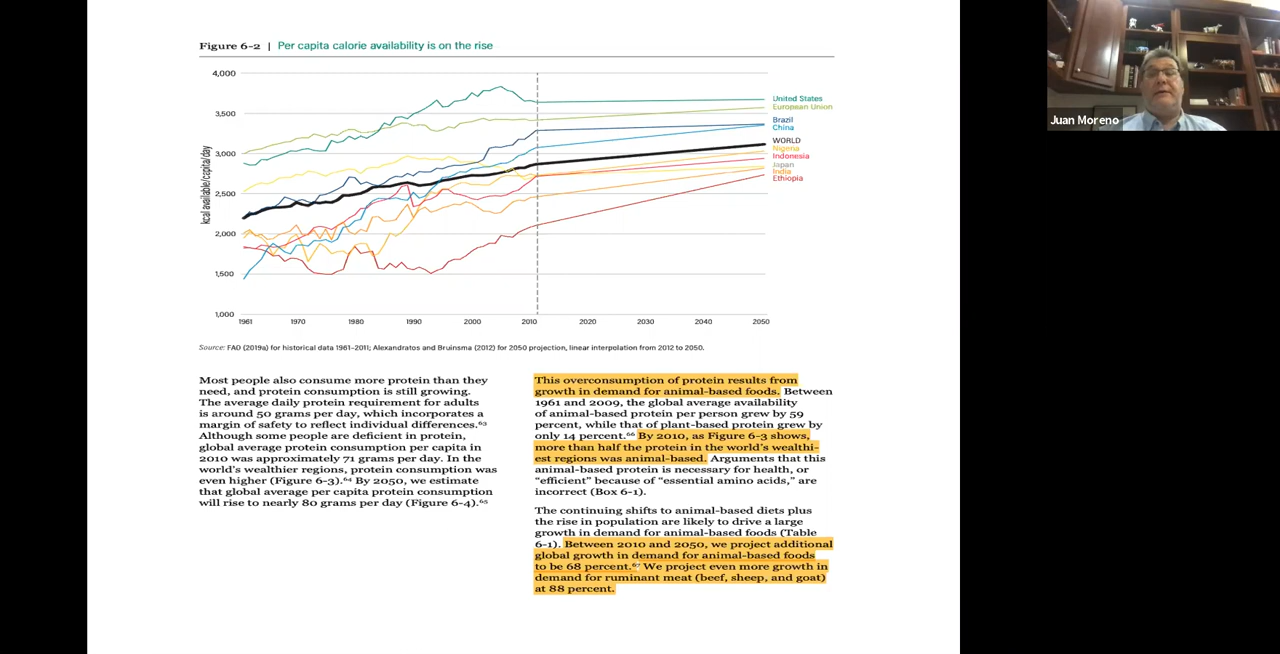 Figure 6-2 | Per capita calorie availability is on the rise
kcal available/capita/day
4,000
3,500
3,000
2,500
2,000
1,500
1,000
1961
1970
1980
1990
2000
2010
2020
2030
2040
2050
United States
European Union
Brazil
China
WORLD
Nigeria
Indonesia
Japan
India
Ethiopia
Source: FAO (2019a) for historical data 1961–2011; Alexandratos and Bruinsma (2012) for 2050 projection, linear interpolation from 2012 to 2050.
Most people also consume more protein than they
need, and protein consumption is still growing.
The average daily protein requirement for adults
is around 50 grams per day, which incorporates a
margin of safety to reflect individual differences.⁶³
Although some people are deficient in protein,
global average protein consumption per capita in
2010 was approximately 71 grams per day. In the
world's wealthier regions, protein consumption was
even higher (Figure 6-3).⁶⁴ By 2050, we estimate
that global average per capita protein consumption
will rise to nearly 80 grams per day (Figure 6-4).⁶⁵
This overconsumption of protein results from
growth in demand for animal-based foods. Between
1961 and 2009, the global average availability
of animal-based protein per person grew by 59
percent, while that of plant-based protein grew by
only 14 percent.⁶⁶ By 2010, as Figure 6-3 shows,
more than half the protein in the world's wealthi-
est regions was animal-based. Arguments that this
animal-based protein is necessary for health, or
“efficient” because of “essential amino acids,” are
incorrect (Box 6-1).
The continuing shifts to animal-based diets plus
the rise in population are likely to drive a large
growth in demand for animal-based foods (Table
6-1). Between 2010 and 2050, we project additional
global growth in demand for animal-based foods
to be 68 percent.⁶⁷ We project even more growth in
demand for ruminant meat (beef, sheep, and goat)
at 88 percent.
Juan Moreno